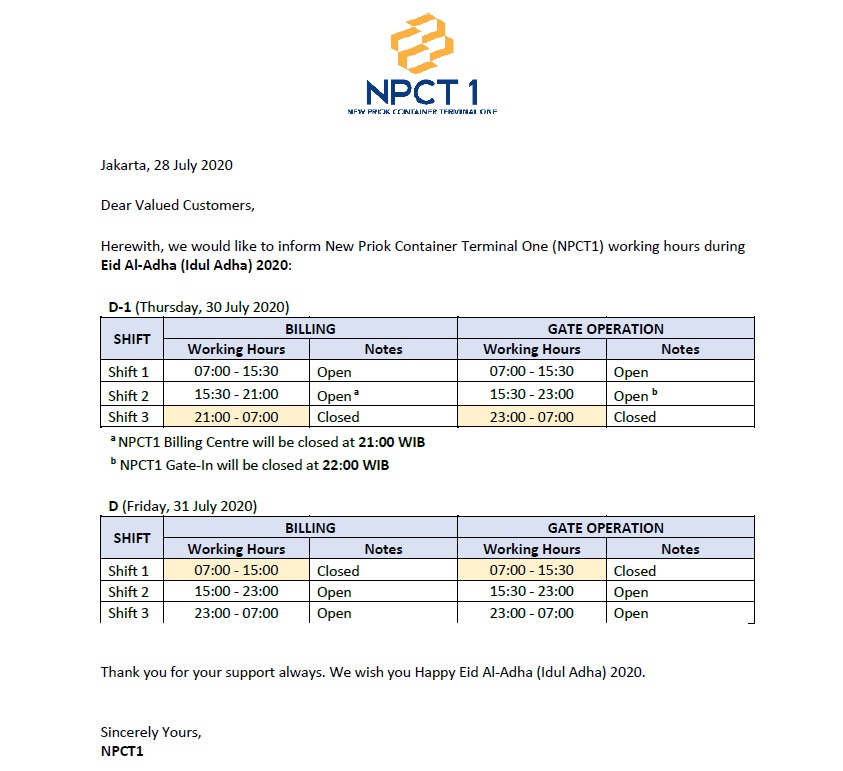 NPCT 1
NEW PRIOK CONTAINER TERMINAL ONE
Jakarta, 28 July 2020
Dear Valued Customers,
Herewith, we would like to inform New Priok Container Terminal One (NPCT1) working hours during
Eid Al-Adha (Idul Adha) 2020:
D-1 (Thursday, 30 July 2020)
SHIFT BILLING GATE OPERATION
Working Hours Notes Working Hours Notes
Shift 1 07:00 - 15:30 Open 07:00 - 15:30 Open
Shift 2 15:30 - 21:00 Open a 15:30 - 23:00 Open b
Shift 3 21:00 - 07:00 Closed 23:00 - 07:00 Closed
a NPCT1 Billing Centre will be closed at 21:00 WIB
b NPCT1 Gate-In will be closed at 22:00 WIB
D (Friday, 31 July 2020)
SHIFT BILLING GATE OPERATION
Working Hours Notes Working Hours Notes
Shift 1 07:00 - 15:00 Closed 07:00 - 15:30 Closed
Shift 2 15:00 - 23:00 Open 15:30 - 23:00 Open
Shift 3 23:00 - 07:00 Open 23:00 - 07:00 Open
Thank you for your support always. We wish you Happy Eid Al-Adha (Idul Adha) 2020.
Sincerely Yours,
NPCT1